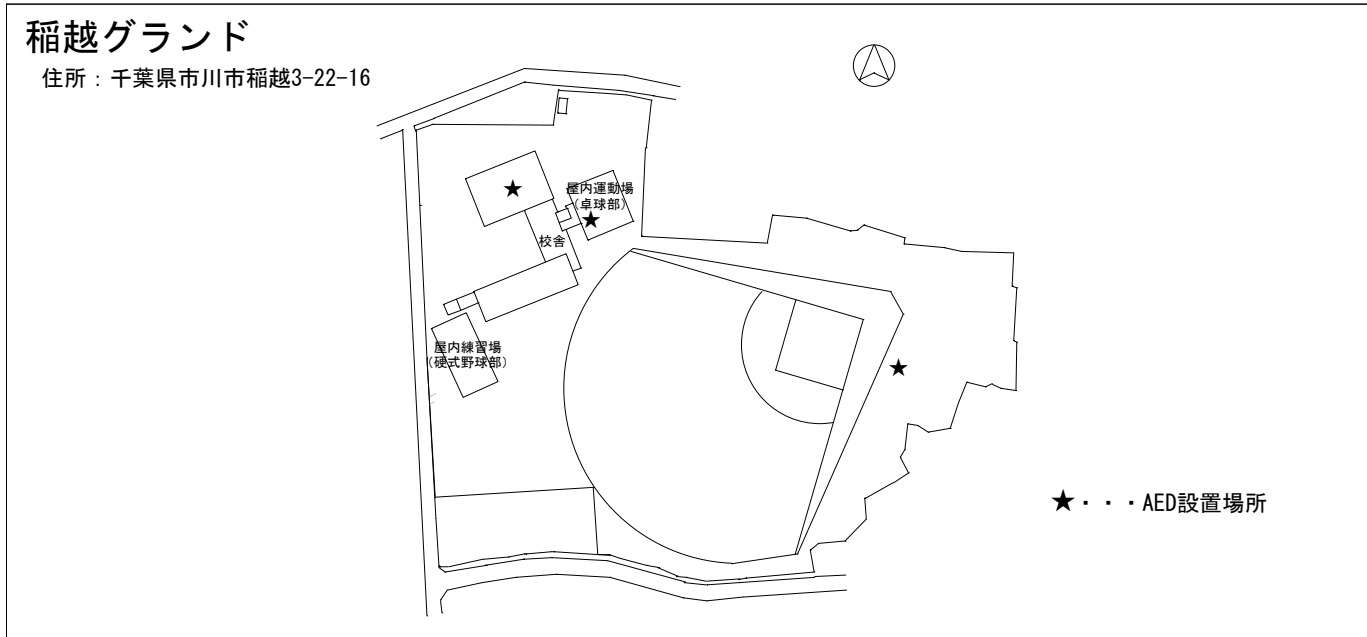 稲越グランド
住所：千葉県市川市稲越3-22-16
屋内運動場
（卓球部）
校舎
屋内練習場
（硬式野球部）
★・・・AED設置場所